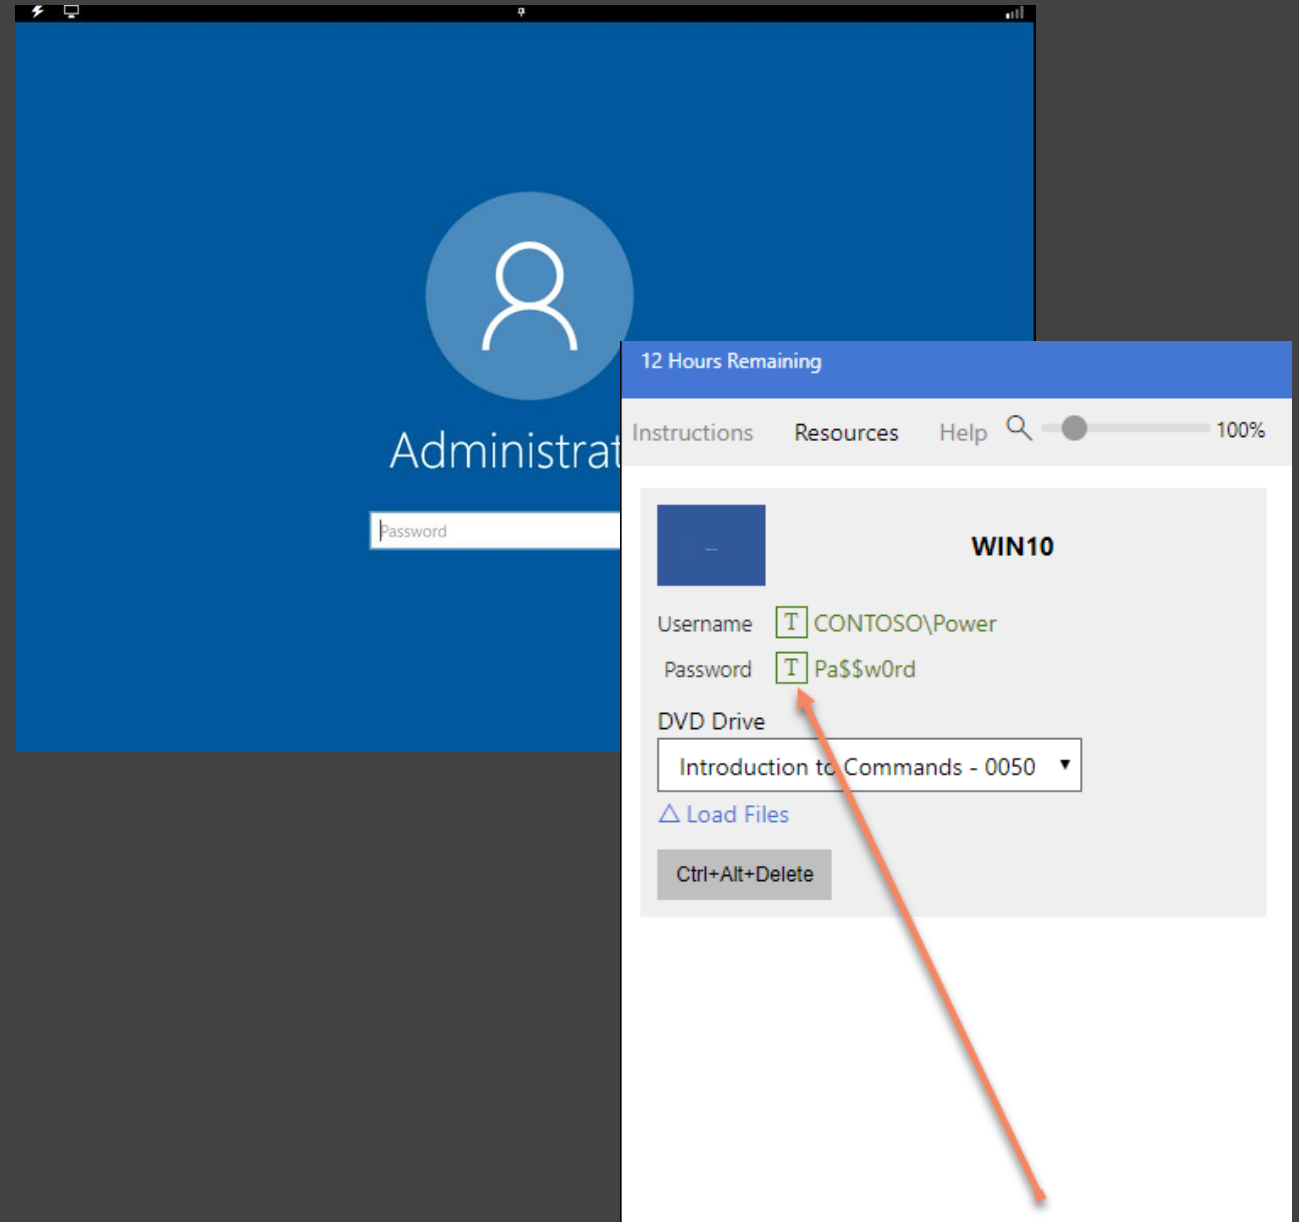 Administrat
Password
12 Hours Remaining
Instructions Resources Help 100%
WIN10
Username T CONTOSO\Power
Password T Pa$$w0rd
DVD Drive
Introduction to Commands - 0050
Load Files
Ctrl+Alt+Delete